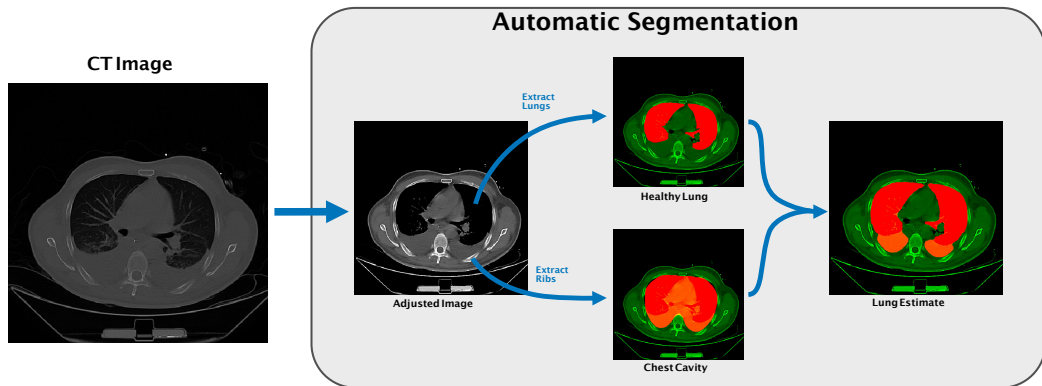 Automatic Segmentation
CT Image
Extract
Lungs
Healthy Lung
Adjusted Image
Extract
Ribs
Chest Cavity
Lung Estimate